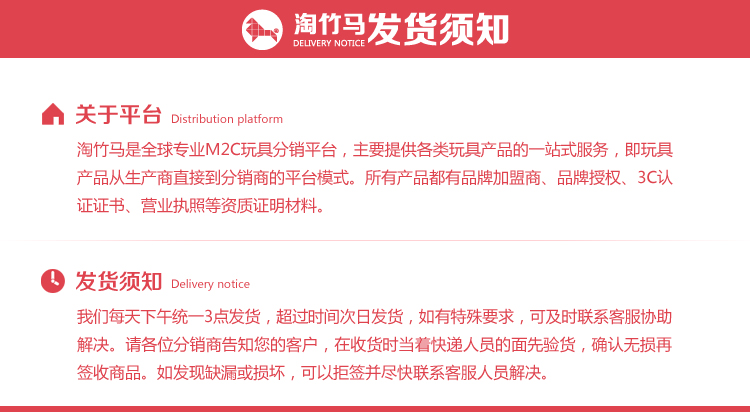 淘竹马发货须知
DELIVERY NOTICE
关于平台 Distribution platform
淘竹马是全球专业M2C玩具分销平台，主要提供各类玩具产品的一站式服务，即玩具
产品从生产商直接到分销商的平台模式。所有产品都有品牌加盟商、品牌授权、3C认
证证书、营业执照等资质证明材料。
发货须知 Delivery notice
我们每天下午统一3点发货，超过时间次日发货，如有特殊要求，可及时联系客服协助
解决。请各位分销商告知您的客户，在收货时当着快递人员的面先验货，确认无损再
签收商品。如发现缺漏或损坏，可以拒签并尽快联系客服人员解决。